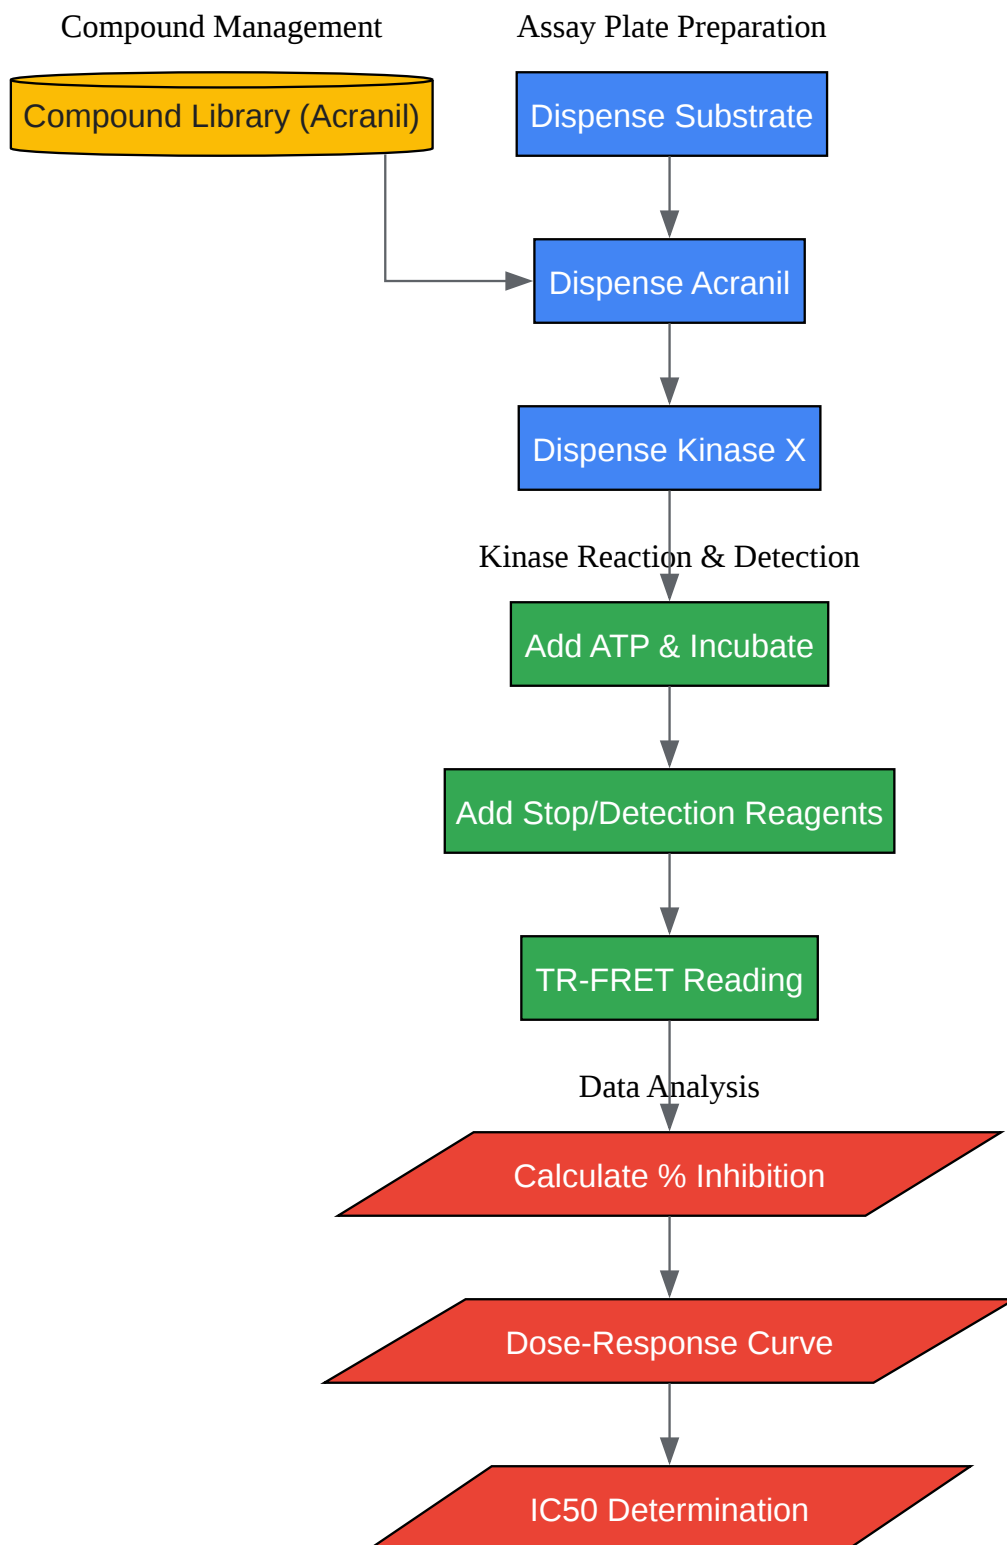 Compound Management
Assay Plate Preparation
Compound Library (Acranil)
Dispense Substrate
Dispense Acranil
Dispense Kinase X
Kinase Reaction & Detection
Add ATP & Incubate
Add Stop/Detection Reagents
TR-FRET Reading
Data Analysis
Calculate % Inhibition
Dose-Response Curve
IC50 Determination